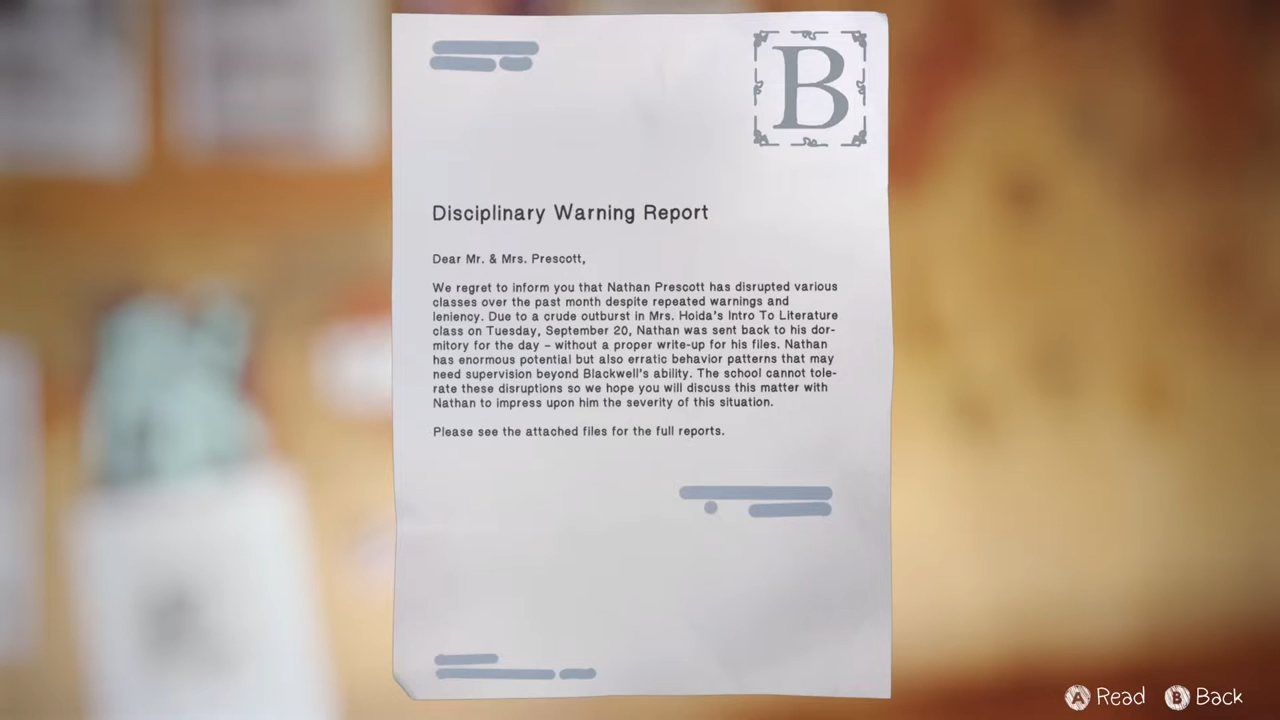 B
Disciplinary Warning Report
Dear Mr. & Mrs. Prescott,
We regret to inform you that Nathan Prescott has disrupted various
classes over the past month despite repeated warnings and
leniency. Due to a crude outburst in Mrs. Hoida's Intro To Literature
class on Tuesday, September 20, Nathan was sent back to his dor-
mitory for the day – without a proper write-up for his files. Nathan
has enormous potential but also erratic behavior patterns that may
need supervision beyond Blackwell's ability. The school cannot tole-
rate these disruptions so we hope you will discuss this matter with
Nathan to impress upon him the severity of this situation.
Please see the attached files for the full reports.
A Read B Back